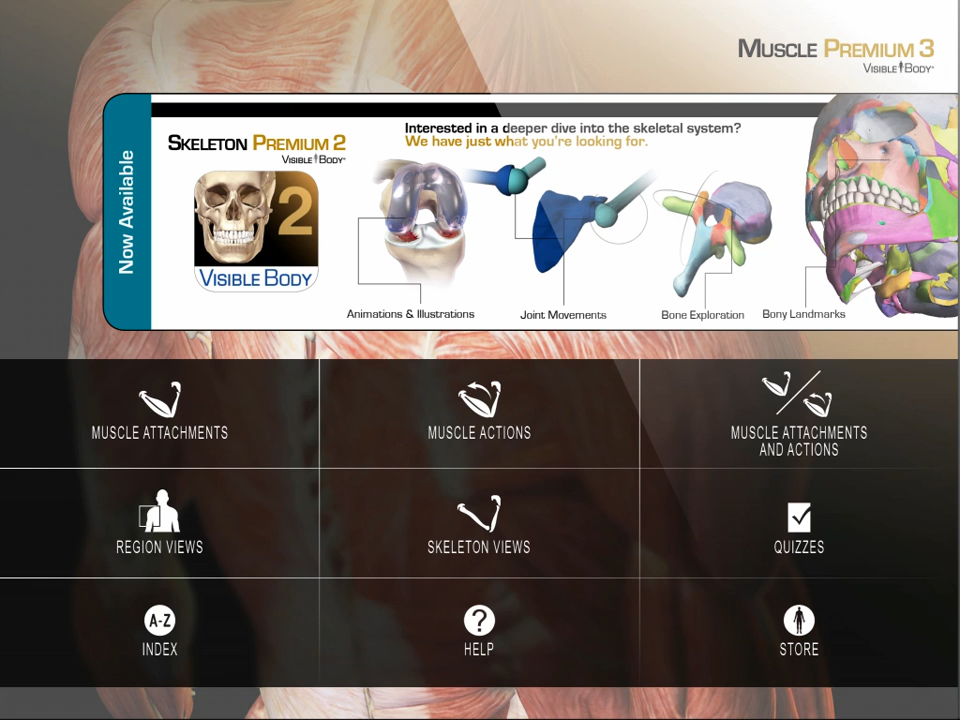 MUSCLE PREMIUM 3
VISIBLE BODY®
Now Available
SKELETON PREMIUM 2
VISIBLE BODY®
Interested in a deeper dive into the skeletal system?
We have just what you're looking for.
2
VISIBLE BODY
Animations & Illustrations
Joint Movements
Bone Exploration
Bony Landmarks
MUSCLE ATTACHMENTS
MUSCLE ACTIONS
MUSCLE ATTACHMENTS
AND ACTIONS
REGION VIEWS
SKELETON VIEWS
QUIZZES
A-Z
INDEX
?
HELP
STORE